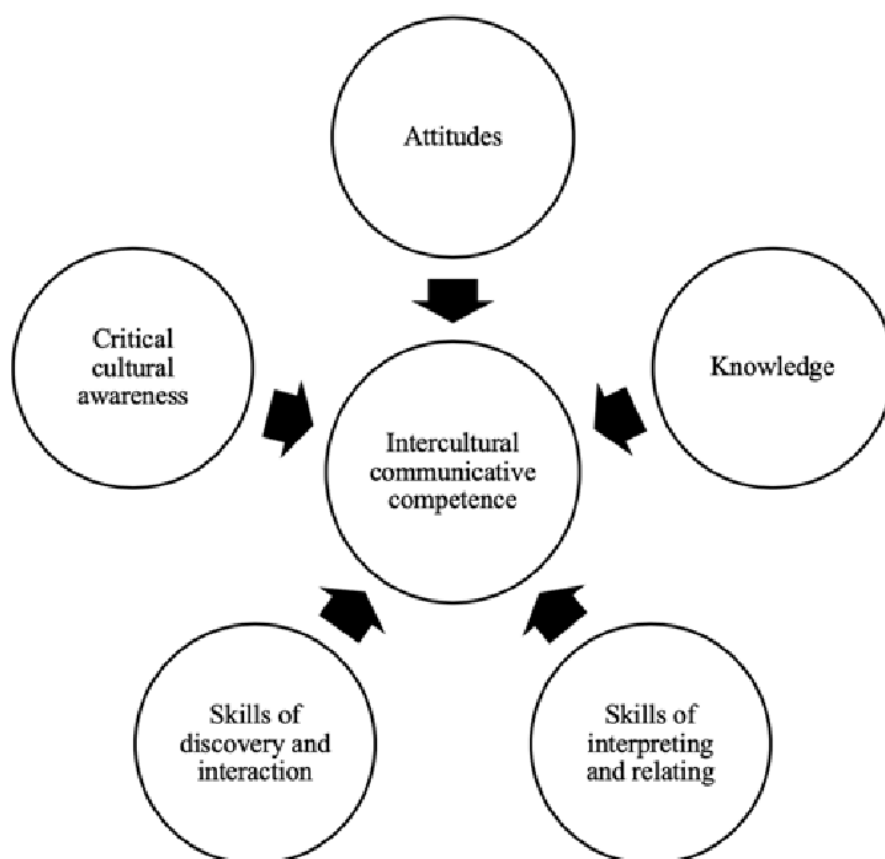 Attitudes
Critical
cultural
awareness
Knowledge
Intercultural
communicative
competence
Skills of
discovery and
interaction
Skills of
interpreting
and relating